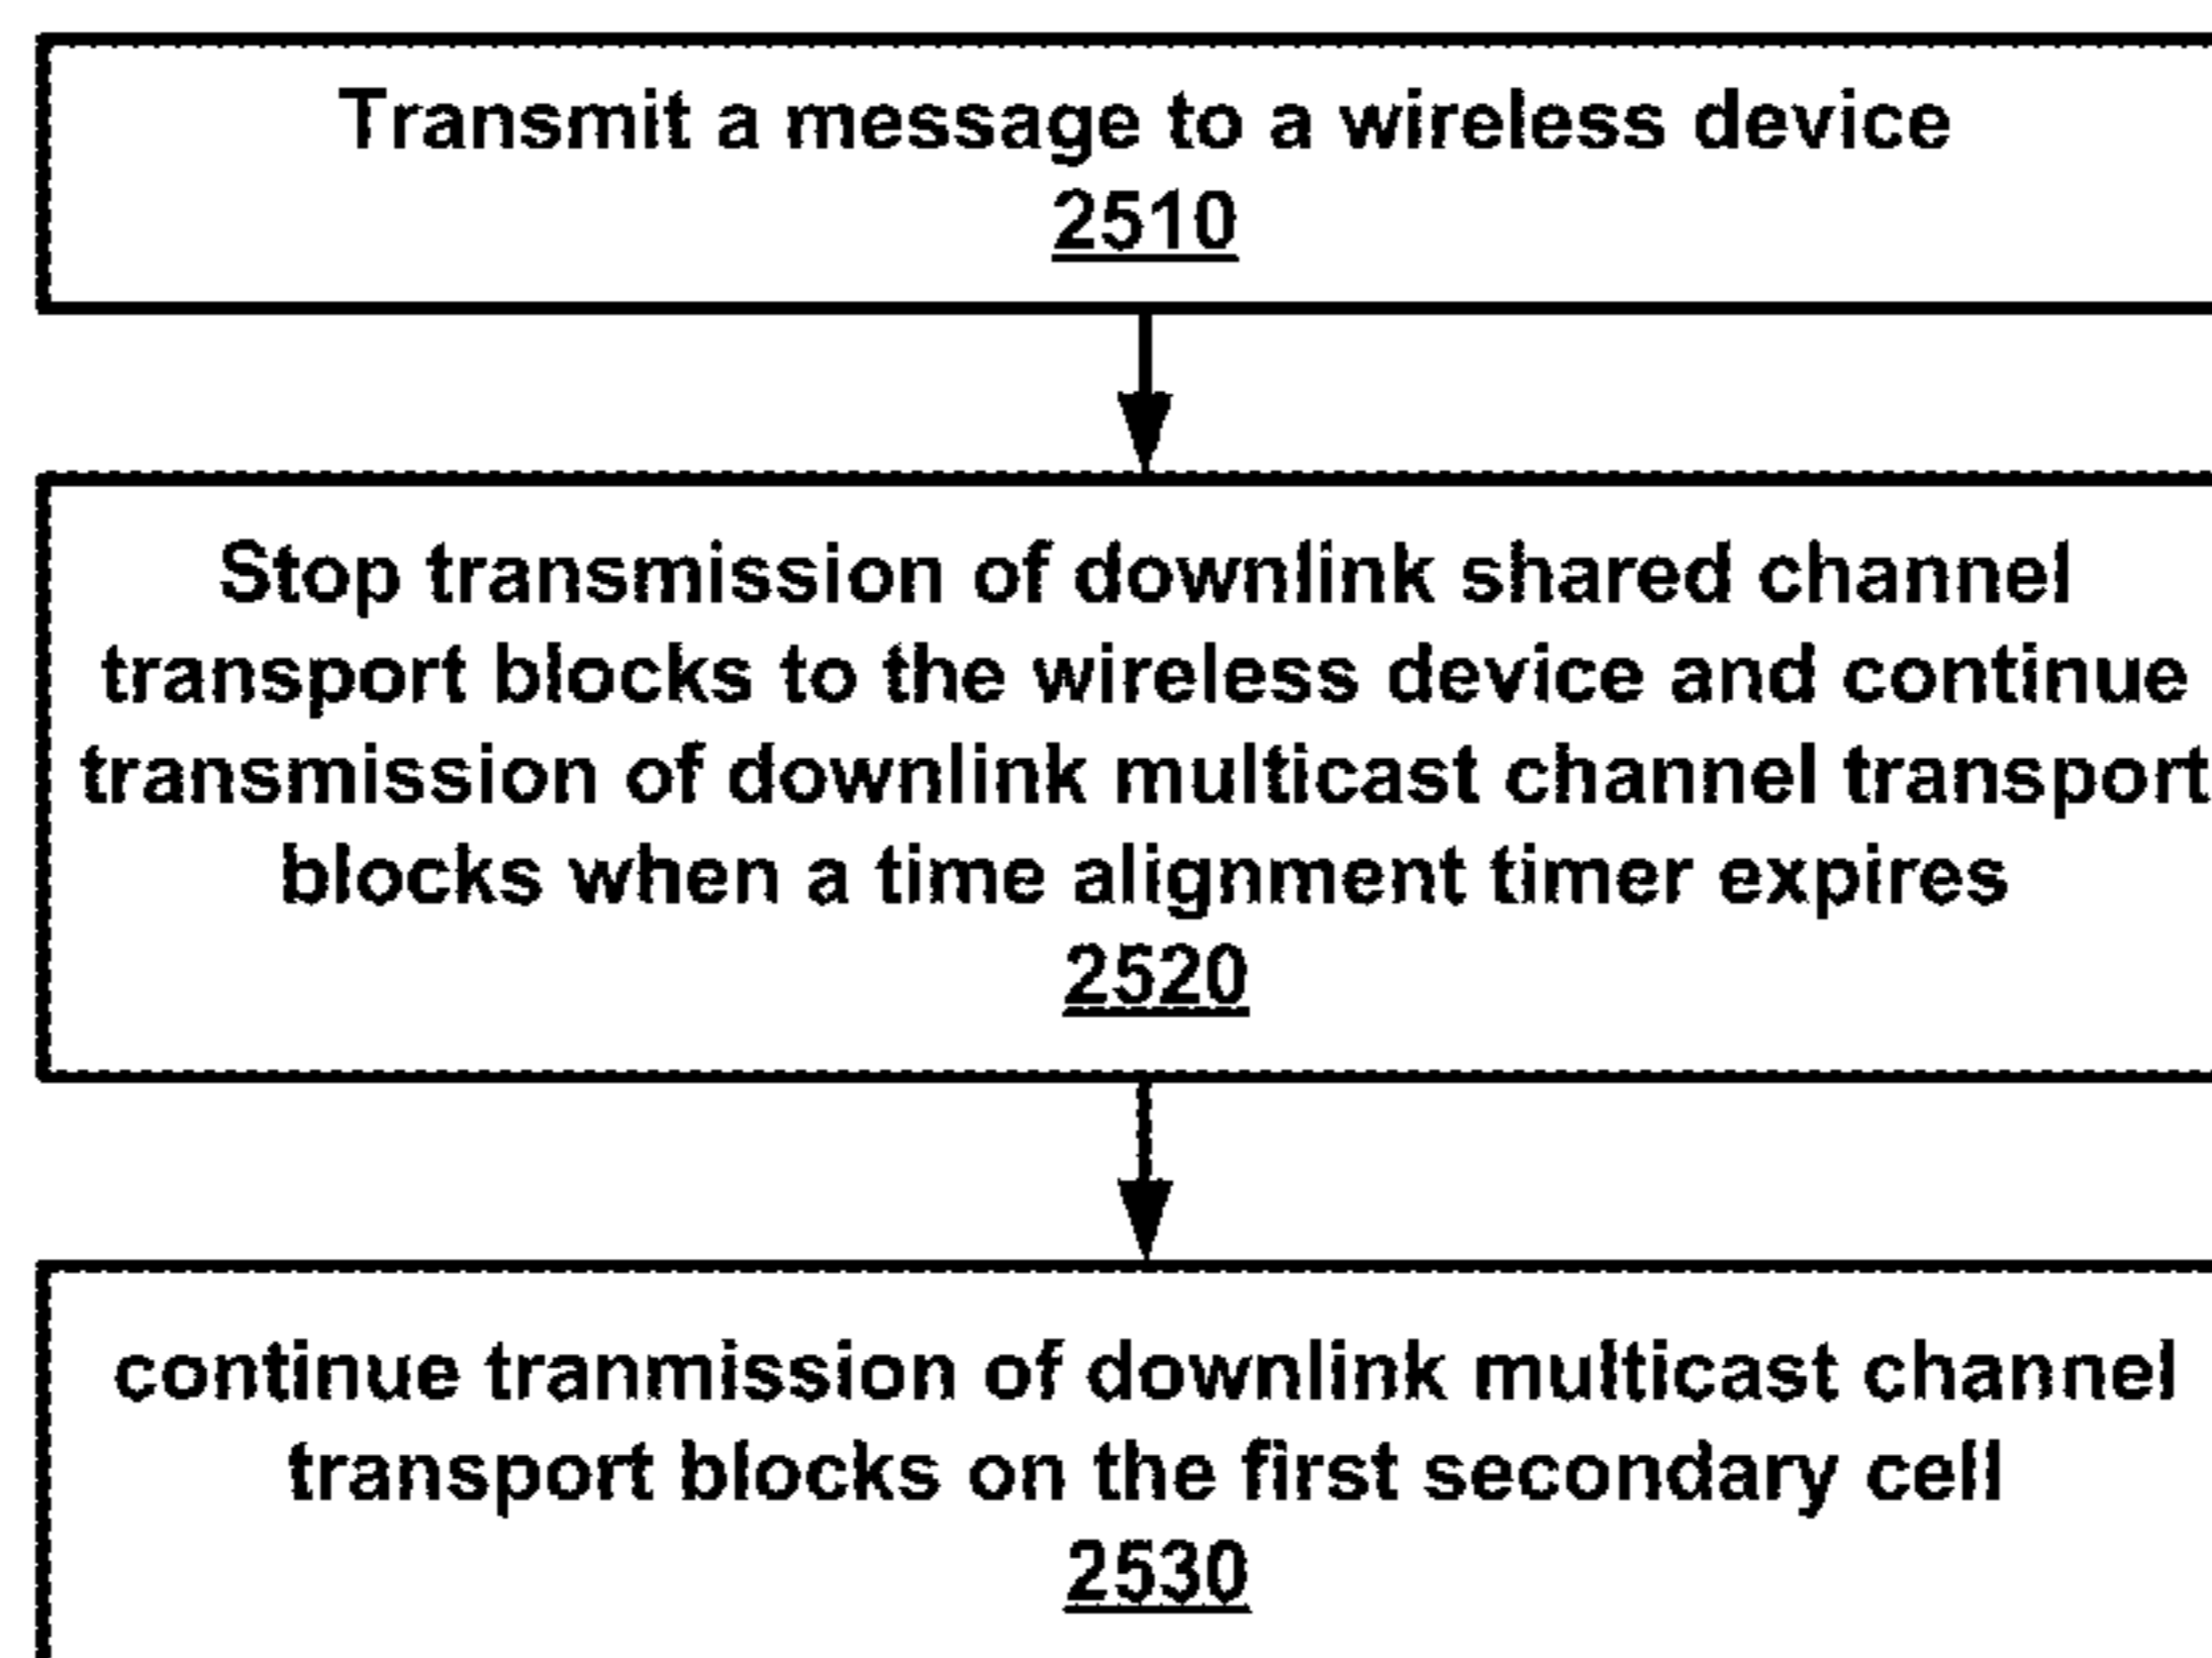 Transmit a message to a wireless device
2510
Stop transmission of downlink shared channel
transport blocks to the wireless device and continue
transmission of downlink multicast channel transport
blocks when a time alignment timer expires
2520
continue tranmission of downlink multicast channel
transport blocks on the first secondary cell
2530